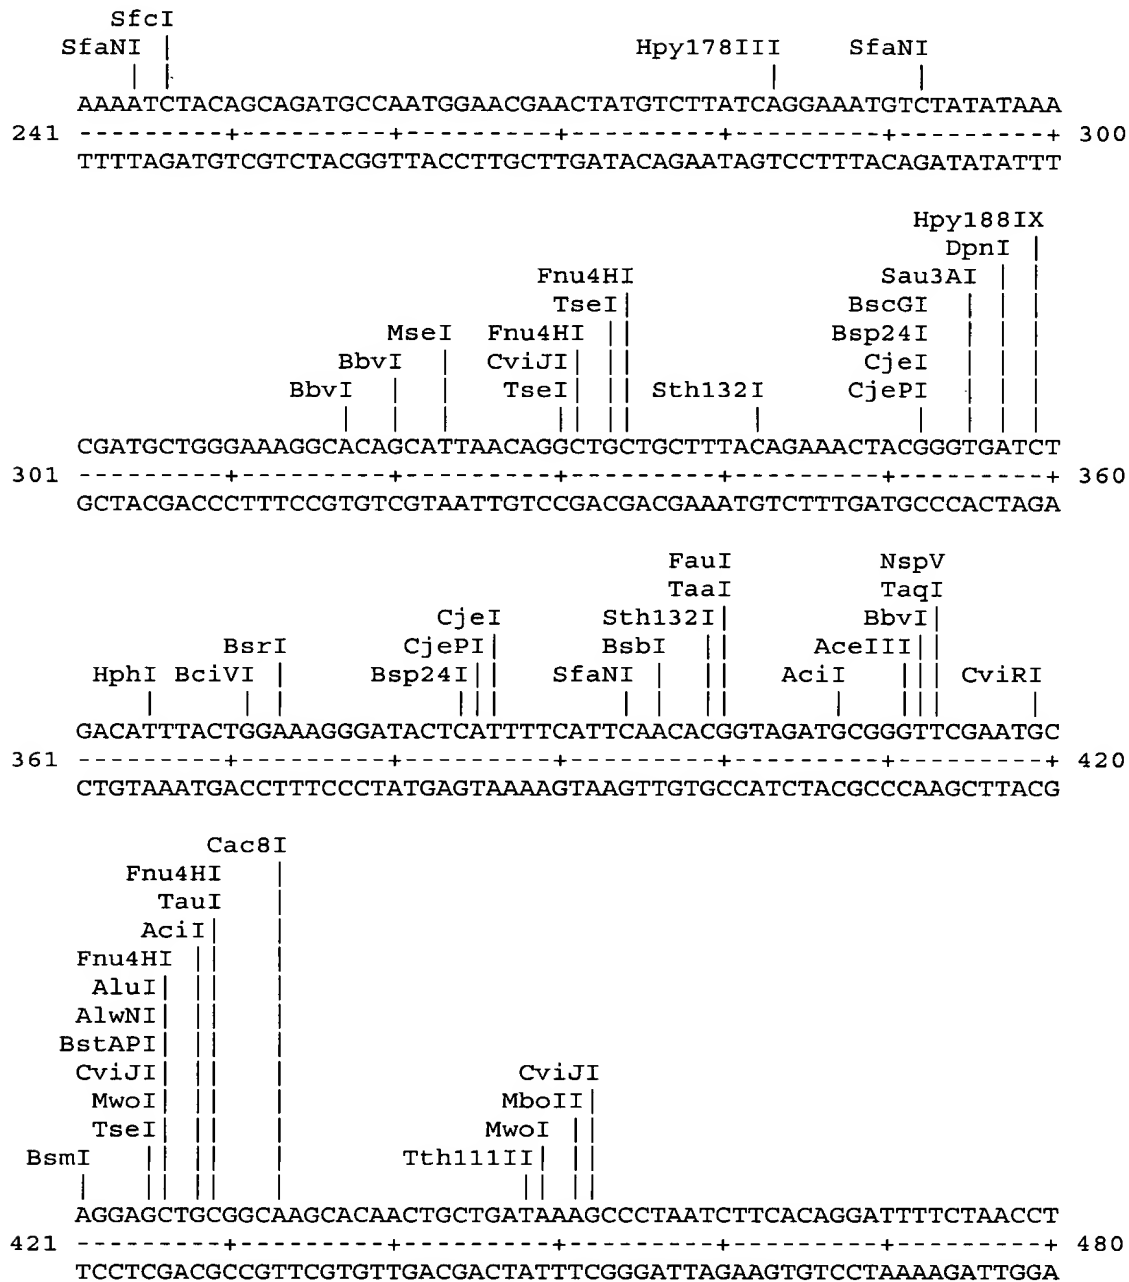 SfcI
SfaNI |
| |
Hpy178III SfaNI
| |
AAAATCTACAGCAGATGCCAATGGAACGAACTATGTCTTATCAGGAAATGTCTATATAAA
241 ---------+---------+---------+---------+---------+---------+ 300
TTTTAGATGTCGTCTACGGTTACCTTGCTTGATACAGAATAGTCCTTTACAGATATATTT
Hpy188IX
DpnI |
Fnu4HI Sau3AI | |
TseI | BscGI | | |
MseI Fnu4HI | | Bsp24I | | |
BbvI | CviJI | | | CjeI | | |
BbvI | | TseI | | | Sth132I CjePI | | |
CGATGCTGGGAAAGGCACAGCATTAACAGGCTGCTGCTTTACAGAAACTACGGGTGATCT
301 ---------+---------+---------+---------+---------+---------+ 360
GCTACGACCCTTTCCGTGTCGTAATTGTCCGACGACGAAATGTCTTTGATGCCCACTAGA
FauI NspV
TaaI TaqI
CjeI Sth132I | BbvI |
BsrI CjePI | BsbI | | AceIII | |
HphI BciVI | Bsp24I | | SfaNI | | | AciI | | | CviRI
GACATTTACTGGAAAGGGATACTCATTTTTCATTCAACACGGTAGATGCGGGTTCGAATGC
361 ---------+---------+---------+---------+---------+---------+ 420
CTGTAAATGACCTTTCCCTATGAGTAAAAGTAAGTTGTGCCATCTACGCCCAAGCTTACG
Cac8I
Fnu4HI |
TauI |
AciI | |
Fnu4HI | | |
AluI | | | |
AlwNI | | | |
BstAPI | | | |
CviJI | | | | CviJI
MwoI | | | | MboII |
TseI | | | | MwoI | |
BsmI | | | | | Tth111II | | |
AGGAGCTGCGGCAAGCACAACTGCTGATAAAGCCCTAATCTTCACAGGATTTTCTAACCT
421 ---------+---------+---------+---------+---------+---------+ 480
TCCTCGACGCCGTTCGTGTTGACGACTATTTCGGGATTAGAAGTGTCCTAAAAGATTGGA